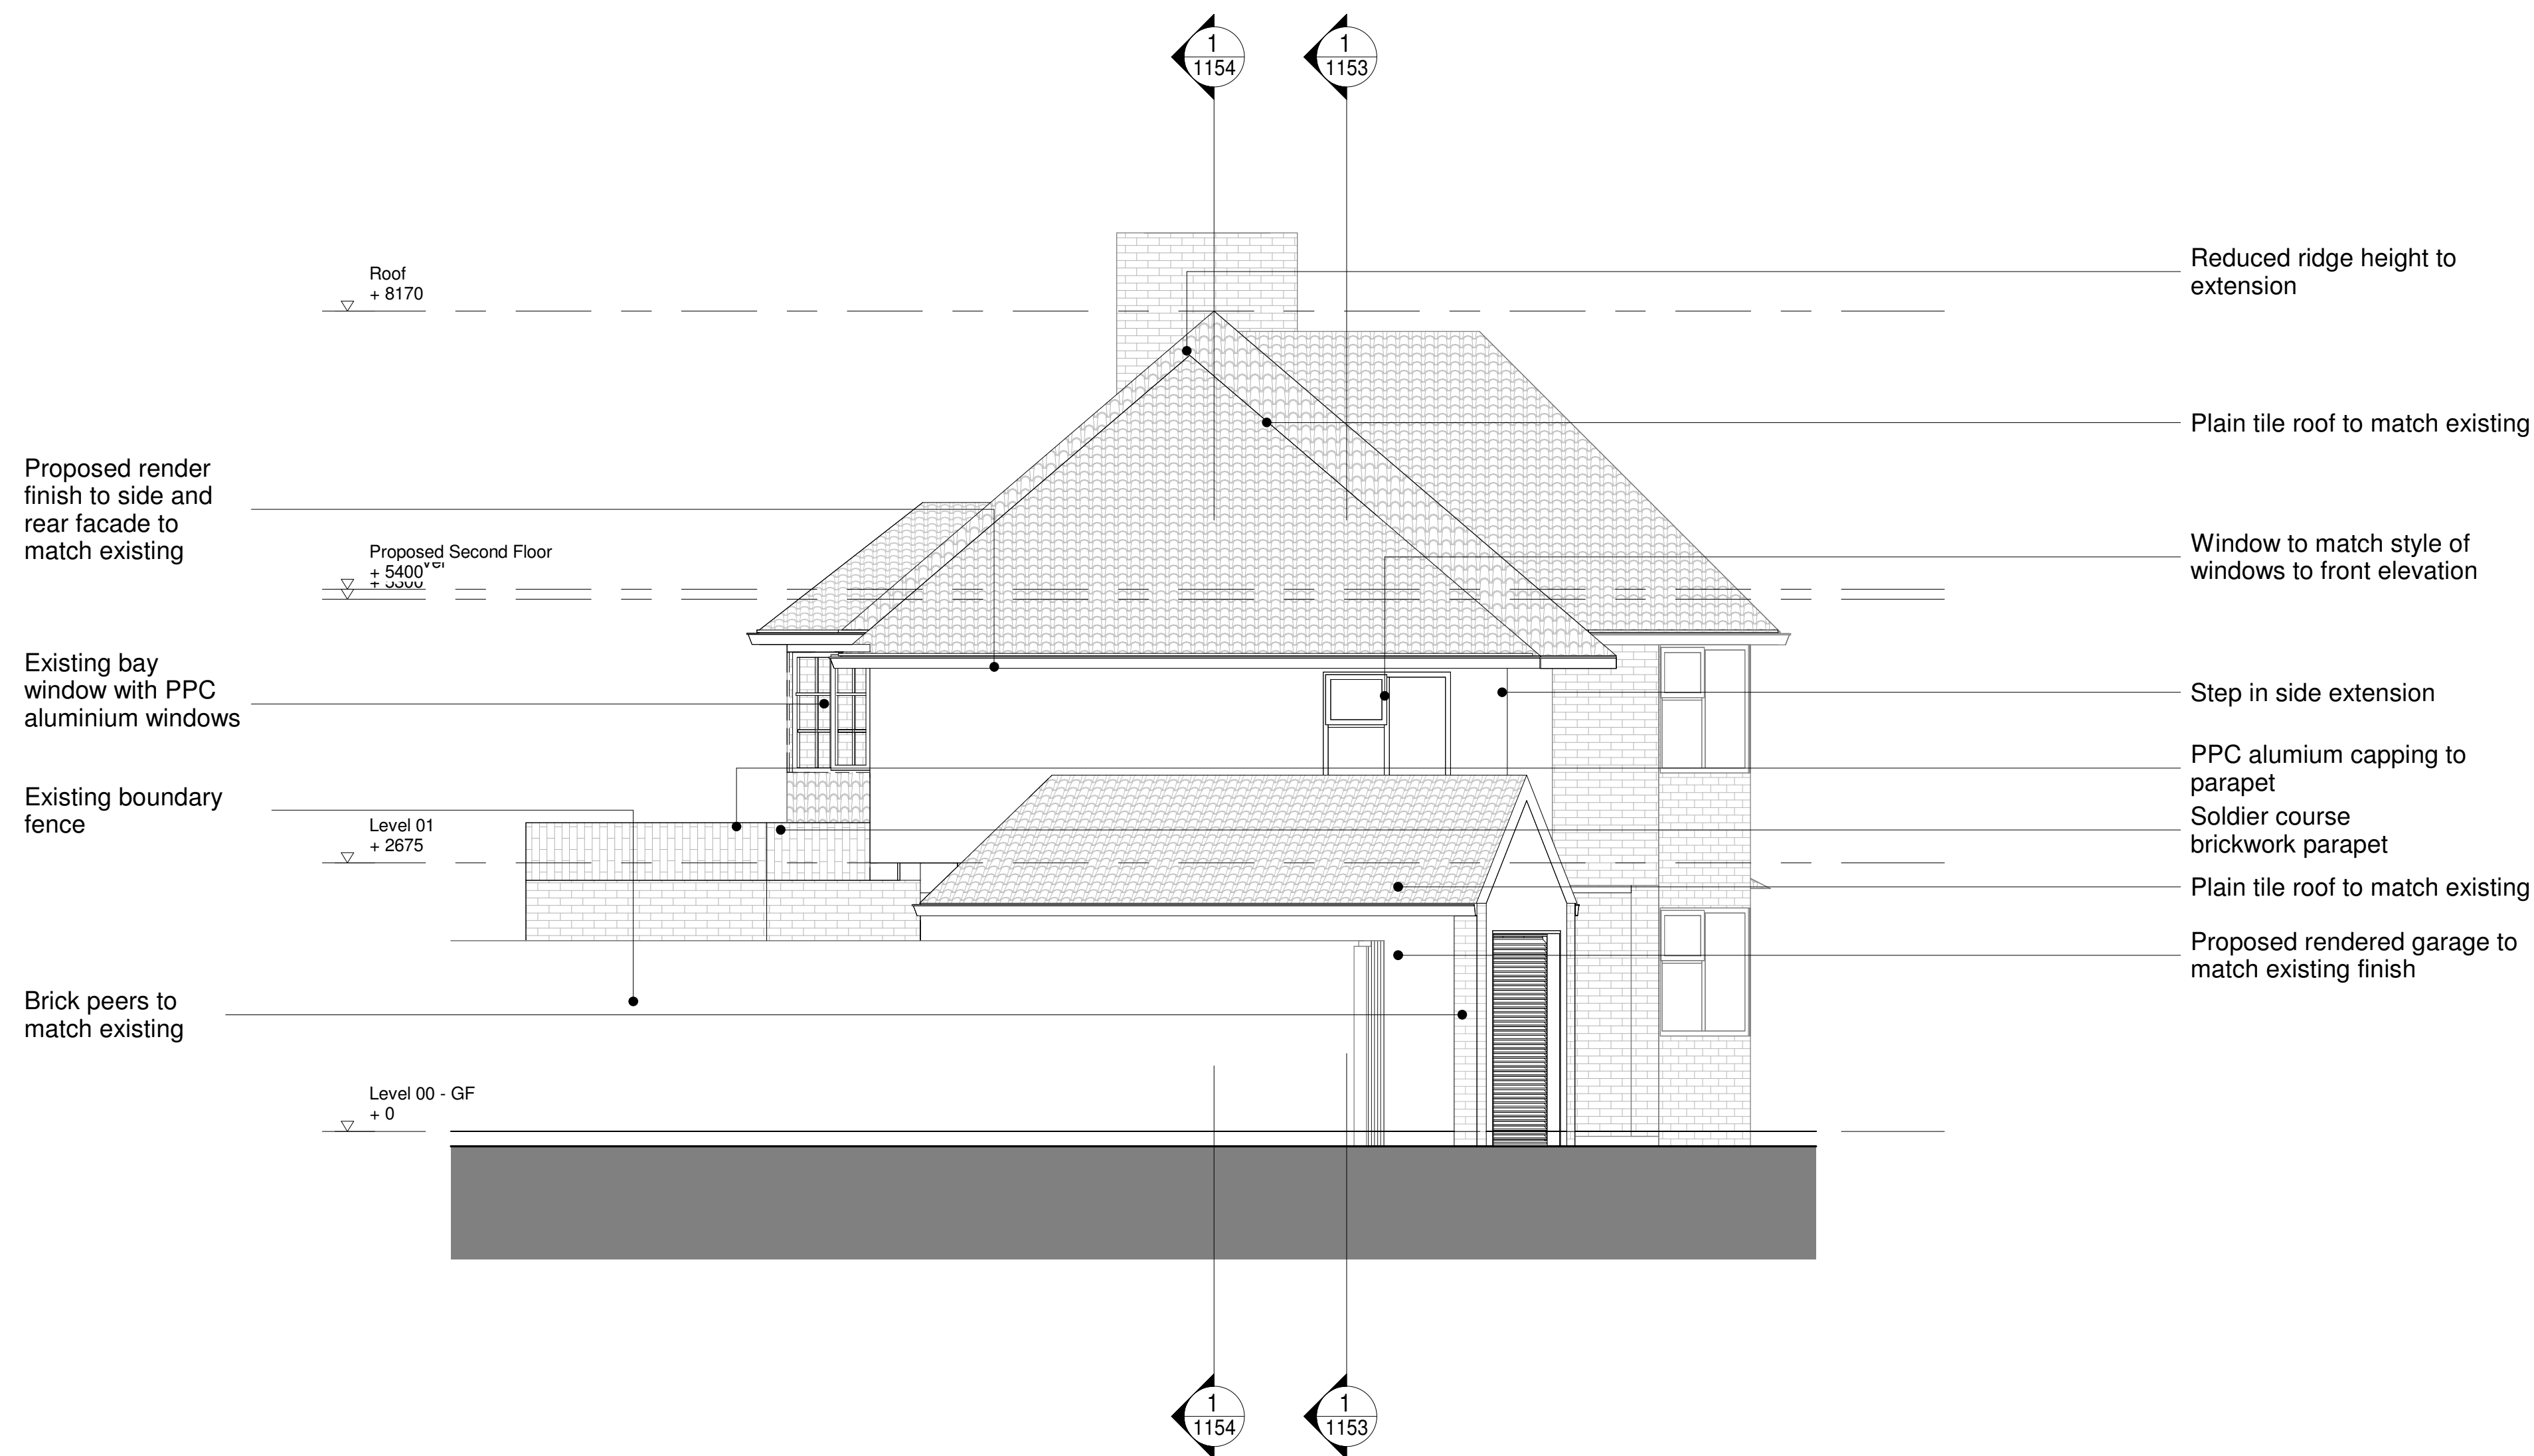 1
1154
1
1153
Roof
+ 8170
Reduced ridge height to
extension
Plain tile roof to match existing
Proposed render
finish to side and
rear facade to
match existing
Proposed Second Floor
+ 5400
+ 5300
Window to match style of
windows to front elevation
Existing bay
window with PPC
aluminium windows
Step in side extension
PPC alumium capping to
parapet
Existing boundary
fence
Level 01
+ 2675
Soldier course
brickwork parapet
Plain tile roof to match existing
Proposed rendered garage to
match existing finish
Brick peers to
match existing
Level 00 - GF
+ 0
1
1154
1
1153